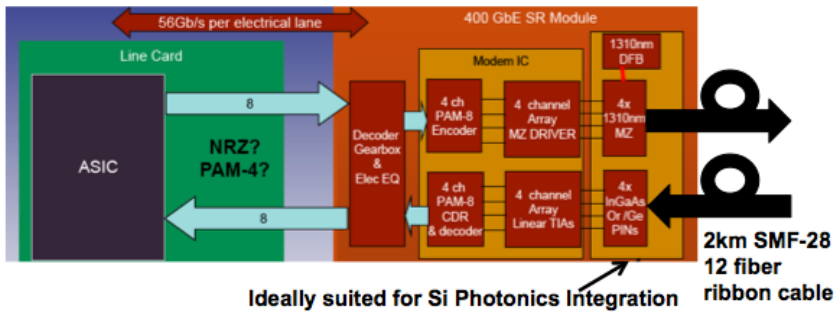 56Gb/s per electrical lane
400 GbE SR Module
Line Card
ASIC
8
NRZ?
PAM-4?
8
Decoder
Gearbox
&
Elec EQ
Modem IC
4 ch
PAM-8
Encoder
4 channel
Array
MZ DRIVER
1310nm
DFB
4x
1310nm
MZ
4 ch
PAM-8
CDR
& decoder
4 channel
Array
Linear TIAs
4x
InGaAs
Or /Ge
PINs
2km SMF-28
12 fiber
ribbon cable
Ideally suited for Si Photonics Integration